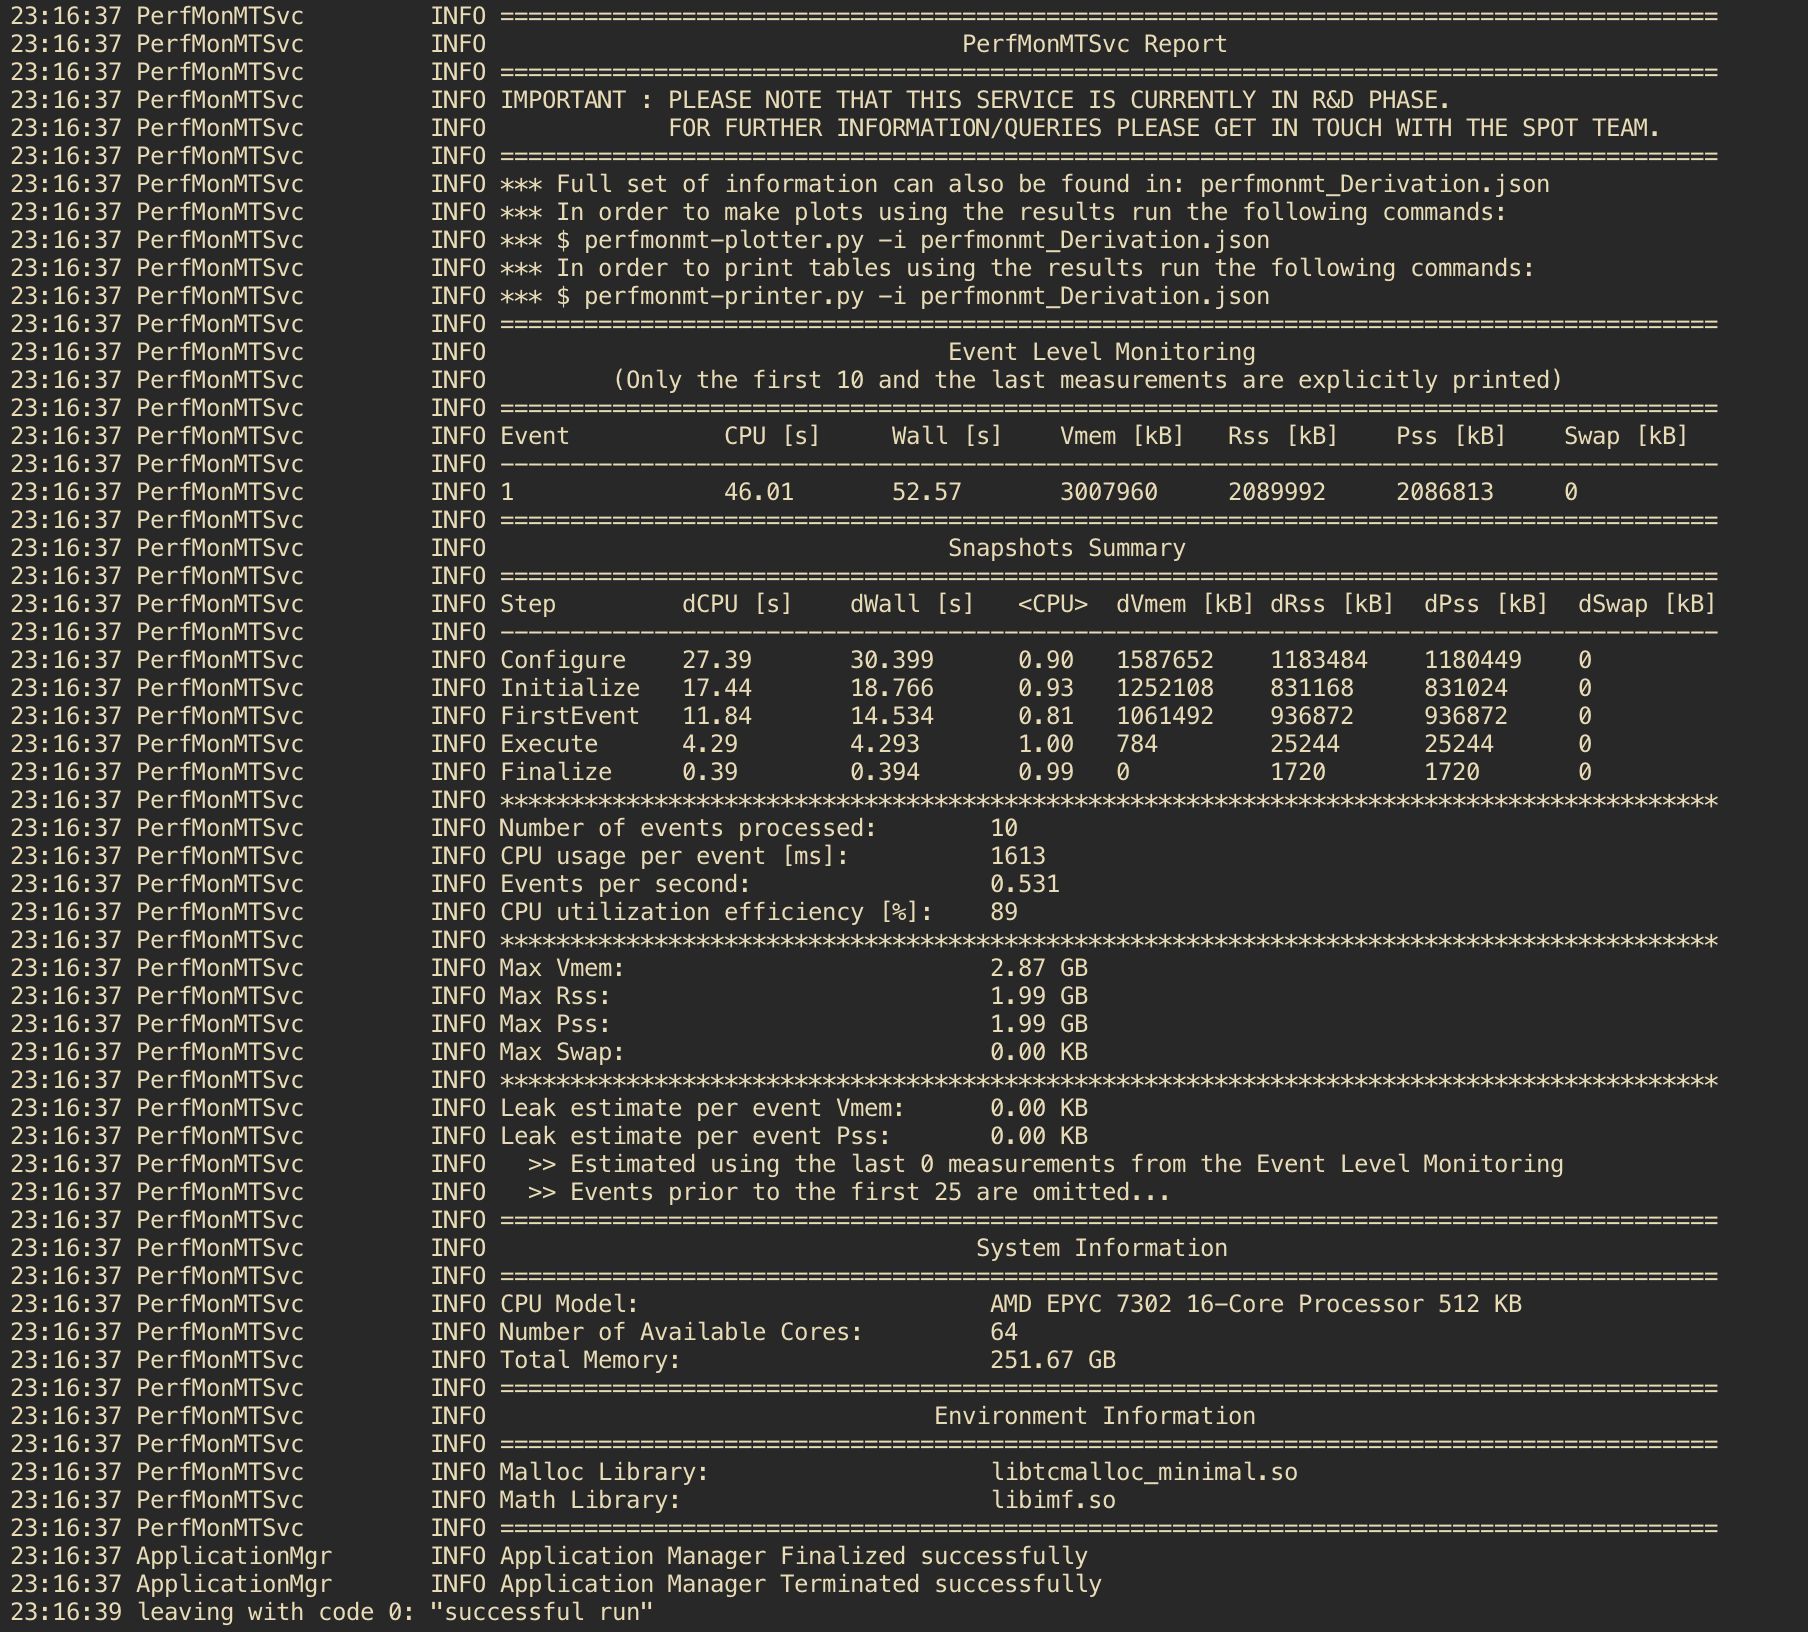 23:16:37 PerfMonMTSvc         INFO =======================================================================================
23:16:37 PerfMonMTSvc         INFO                                  PerfMonMTSvc Report
23:16:37 PerfMonMTSvc         INFO =======================================================================================
23:16:37 PerfMonMTSvc         INFO IMPORTANT : PLEASE NOTE THAT THIS SERVICE IS CURRENTLY IN R&D PHASE.
23:16:37 PerfMonMTSvc         INFO             FOR FURTHER INFORMATION/QUERIES PLEASE GET IN TOUCH WITH THE SPOT TEAM.
23:16:37 PerfMonMTSvc         INFO =======================================================================================
23:16:37 PerfMonMTSvc         INFO *** Full set of information can also be found in: perfmonmt_Derivation.json
23:16:37 PerfMonMTSvc         INFO *** In order to make plots using the results run the following commands:
23:16:37 PerfMonMTSvc         INFO *** $ perfmonmt-plotter.py -i perfmonmt_Derivation.json
23:16:37 PerfMonMTSvc         INFO *** In order to print tables using the results run the following commands:
23:16:37 PerfMonMTSvc         INFO *** $ perfmonmt-printer.py -i perfmonmt_Derivation.json
23:16:37 PerfMonMTSvc         INFO =======================================================================================
23:16:37 PerfMonMTSvc         INFO                                 Event Level Monitoring
23:16:37 PerfMonMTSvc         INFO         (Only the first 10 and the last measurements are explicitly printed)
23:16:37 PerfMonMTSvc         INFO =======================================================================================
23:16:37 PerfMonMTSvc         INFO Event           CPU [s]     Wall [s]    Vmem [kB]   Rss [kB]    Pss [kB]    Swap [kB]
23:16:37 PerfMonMTSvc         INFO ---------------------------------------------------------------------------------------
23:16:37 PerfMonMTSvc         INFO 1               46.01       52.57       3007960     2089992     2086813     0
23:16:37 PerfMonMTSvc         INFO =======================================================================================
23:16:37 PerfMonMTSvc         INFO                                 Snapshots Summary
23:16:37 PerfMonMTSvc         INFO =======================================================================================
23:16:37 PerfMonMTSvc         INFO Step         dCPU [s]    dWall [s]   <CPU>  dVmem [kB] dRss [kB]  dPss [kB]  dSwap [kB]
23:16:37 PerfMonMTSvc         INFO ---------------------------------------------------------------------------------------
23:16:37 PerfMonMTSvc         INFO Configure    27.39       30.399      0.90   1587652    1183484    1180449    0
23:16:37 PerfMonMTSvc         INFO Initialize   17.44       18.766      0.93   1252108    831168     831024     0
23:16:37 PerfMonMTSvc         INFO FirstEvent   11.84       14.534      0.81   1061492    936872     936872     0
23:16:37 PerfMonMTSvc         INFO Execute      4.29        4.293       1.00   784        25244      25244      0
23:16:37 PerfMonMTSvc         INFO Finalize     0.39        0.394       0.99   0          1720       1720       0
23:16:37 PerfMonMTSvc         INFO ***************************************************************************************
23:16:37 PerfMonMTSvc         INFO Number of events processed:        10
23:16:37 PerfMonMTSvc         INFO CPU usage per event [ms]:          1613
23:16:37 PerfMonMTSvc         INFO Events per second:                 0.531
23:16:37 PerfMonMTSvc         INFO CPU utilization efficiency [%]:    89
23:16:37 PerfMonMTSvc         INFO ***************************************************************************************
23:16:37 PerfMonMTSvc         INFO Max Vmem:                          2.87 GB
23:16:37 PerfMonMTSvc         INFO Max Rss:                           1.99 GB
23:16:37 PerfMonMTSvc         INFO Max Pss:                           1.99 GB
23:16:37 PerfMonMTSvc         INFO Max Swap:                          0.00 KB
23:16:37 PerfMonMTSvc         INFO ***************************************************************************************
23:16:37 PerfMonMTSvc         INFO Leak estimate per event Vmem:      0.00 KB
23:16:37 PerfMonMTSvc         INFO Leak estimate per event Pss:       0.00 KB
23:16:37 PerfMonMTSvc         INFO   >> Estimated using the last 0 measurements from the Event Level Monitoring
23:16:37 PerfMonMTSvc         INFO   >> Events prior to the first 25 are omitted...
23:16:37 PerfMonMTSvc         INFO =======================================================================================
23:16:37 PerfMonMTSvc         INFO                                   System Information
23:16:37 PerfMonMTSvc         INFO =======================================================================================
23:16:37 PerfMonMTSvc         INFO CPU Model:                         AMD EPYC 7302 16-Core Processor 512 KB
23:16:37 PerfMonMTSvc         INFO Number of Available Cores:         64
23:16:37 PerfMonMTSvc         INFO Total Memory:                      251.67 GB
23:16:37 PerfMonMTSvc         INFO =======================================================================================
23:16:37 PerfMonMTSvc         INFO                                Environment Information
23:16:37 PerfMonMTSvc         INFO =======================================================================================
23:16:37 PerfMonMTSvc         INFO Malloc Library:                    libtcmalloc_minimal.so
23:16:37 PerfMonMTSvc         INFO Math Library:                      libimf.so
23:16:37 PerfMonMTSvc         INFO =======================================================================================
23:16:37 ApplicationMgr       INFO Application Manager Finalized successfully
23:16:37 ApplicationMgr       INFO Application Manager Terminated successfully
23:16:39 leaving with code 0: "successful run"